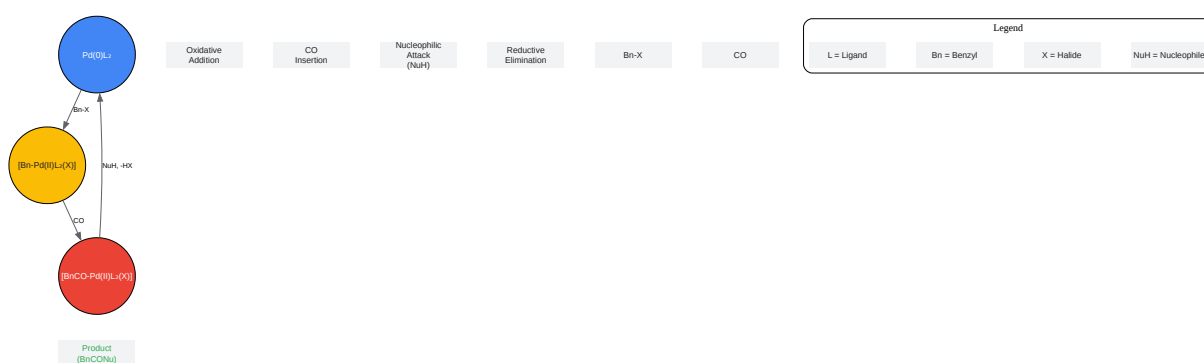 Legend
Pd(0)L₂
Oxidative
Addition
CO
Insertion
Nucleophilic
Attack
(NuH)
Reductive
Elimination
Bn-X
CO
L = Ligand
Bn = Benzyl
X = Halide
NuH = Nucleophile
Bn-X
[Bn-Pd(II)L₂(X)]
NuH, -HX
CO
[BnCO-Pd(II)L₂(X)]
Product
(BnCONu)